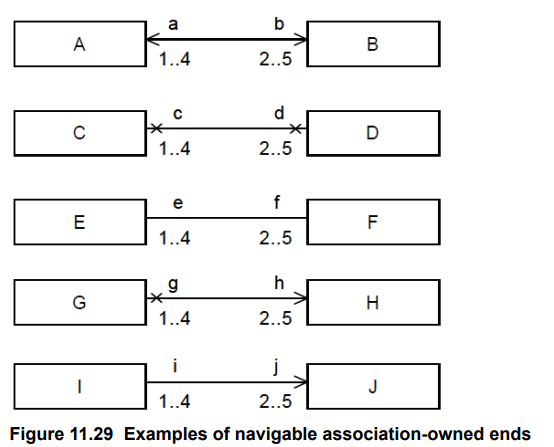 a b
A B
1..4 2..5
c d
C D
1..4 2..5
e f
E F
1..4 2..5
g h
G H
1..4 2..5
i j
I J
1..4 2..5
Figure 11.29 Examples of navigable association-owned ends